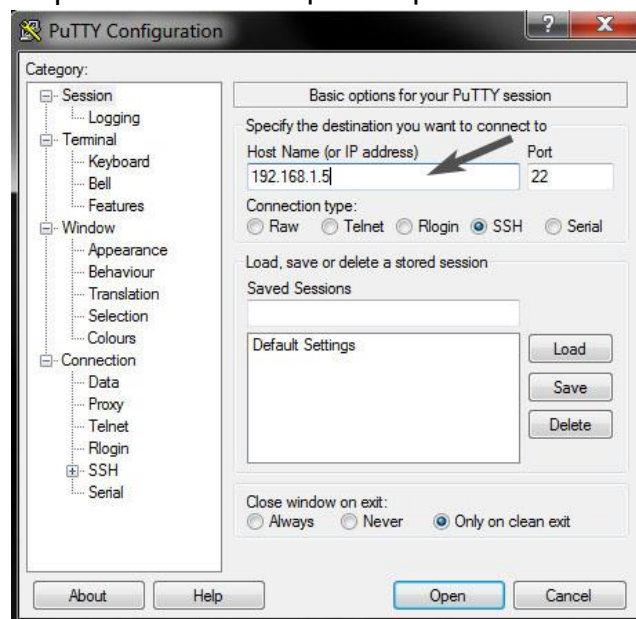 PuTTY Configuration
Category:
Session
Logging
Terminal
Keyboard
Bell
Features
Window
Appearance
Behaviour
Translation
Selection
Colours
Connection
Data
Proxy
Telnet
Rlogin
SSH
Serial
Basic options for your PuTTY session
Specify the destination you want to connect to
Host Name (or IP address) Port
192.168.1.5 22
Connection type:
Raw Telnet Rlogin SSH Serial
Load, save or delete a stored session
Saved Sessions
Default Settings
Load
Save
Delete
Close window on exit:
Always Never Only on clean exit
About Help Open Cancel